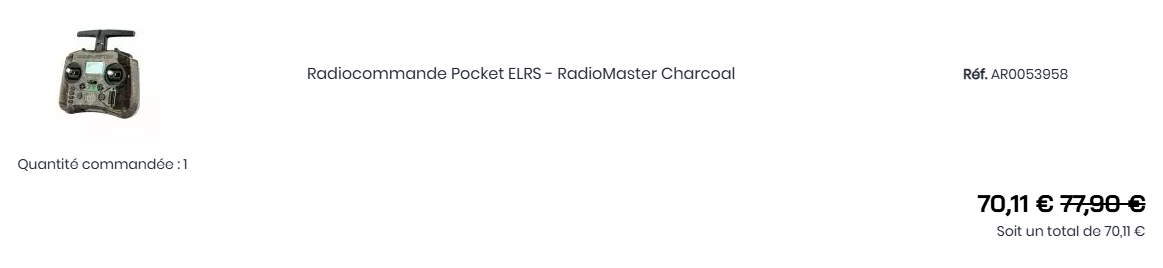 Radiocommande Pocket ELRS - RadioMaster Charcoal
Réf. AR0053958
Quantité commandée : 1
70,11 € 77,90 €
Soit un total de 70,11 €